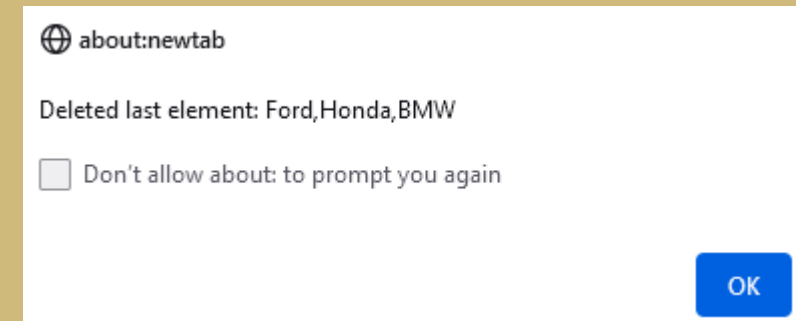 about:newtab
Deleted last element: Ford,Honda,BMW
Don't allow about: to prompt you again
OK